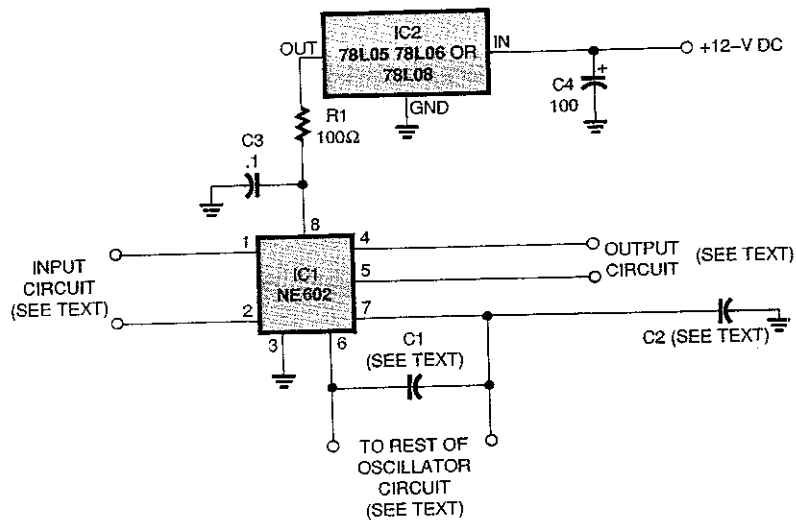 IC2
78L05 78L06 OR
78L08
OUT
IN
GND
+12–V DC
C4
100
+
R1
100Ω
C3
.1
8
1
4
INPUT
CIRCUIT
(SEE TEXT)
IC1
NE602
OUTPUT (SEE TEXT)
CIRCUIT
5
2
7
3
6
C1
(SEE TEXT)
C2 (SEE TEXT)
TO REST OF
OSCILLATOR
CIRCUIT
(SEE TEXT)